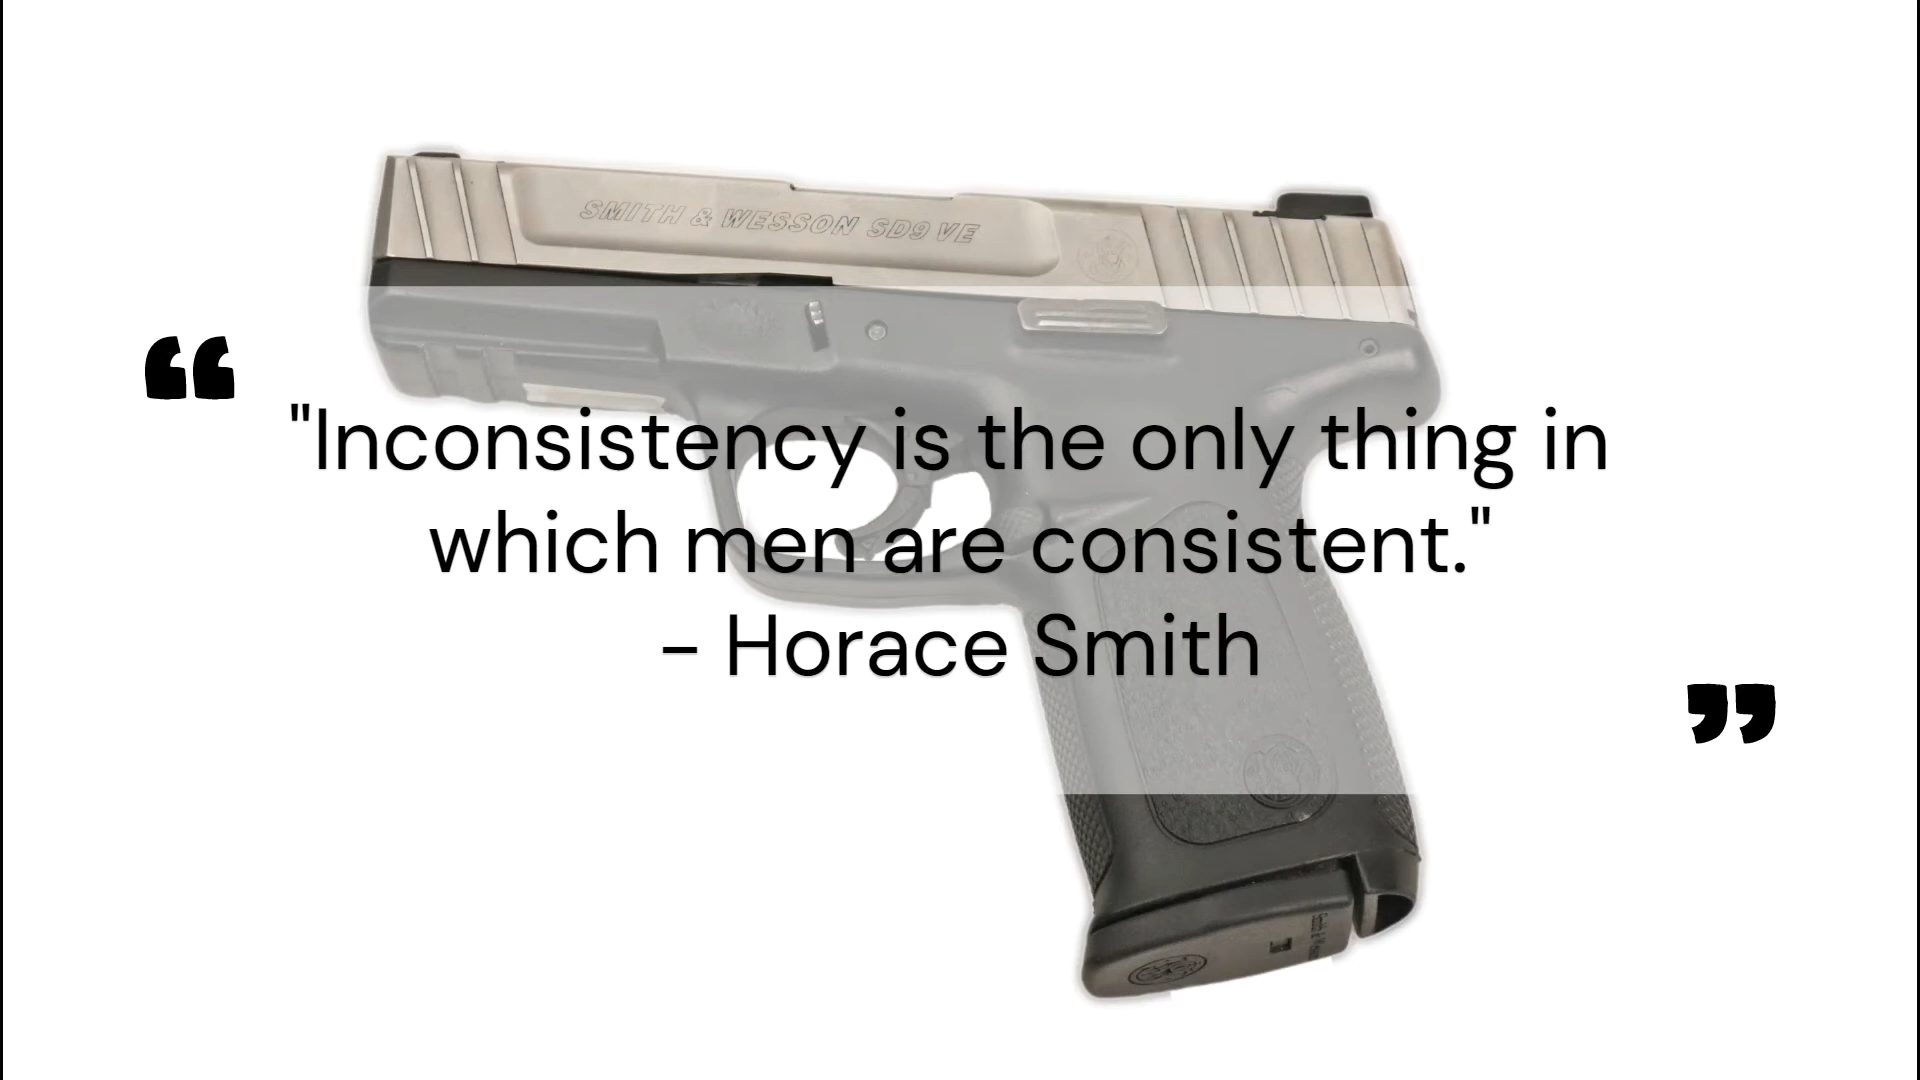 SMITH & WESSON SD9 VE
“
"Inconsistency is the only thing in
which men are consistent."
- Horace Smith
”